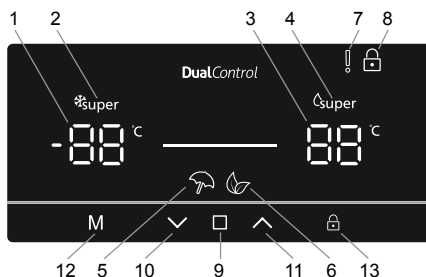 1 2 3 4 7 8
DualControl
super super
-88 °C 88 °C
M
12 5 10 9 11 6 13